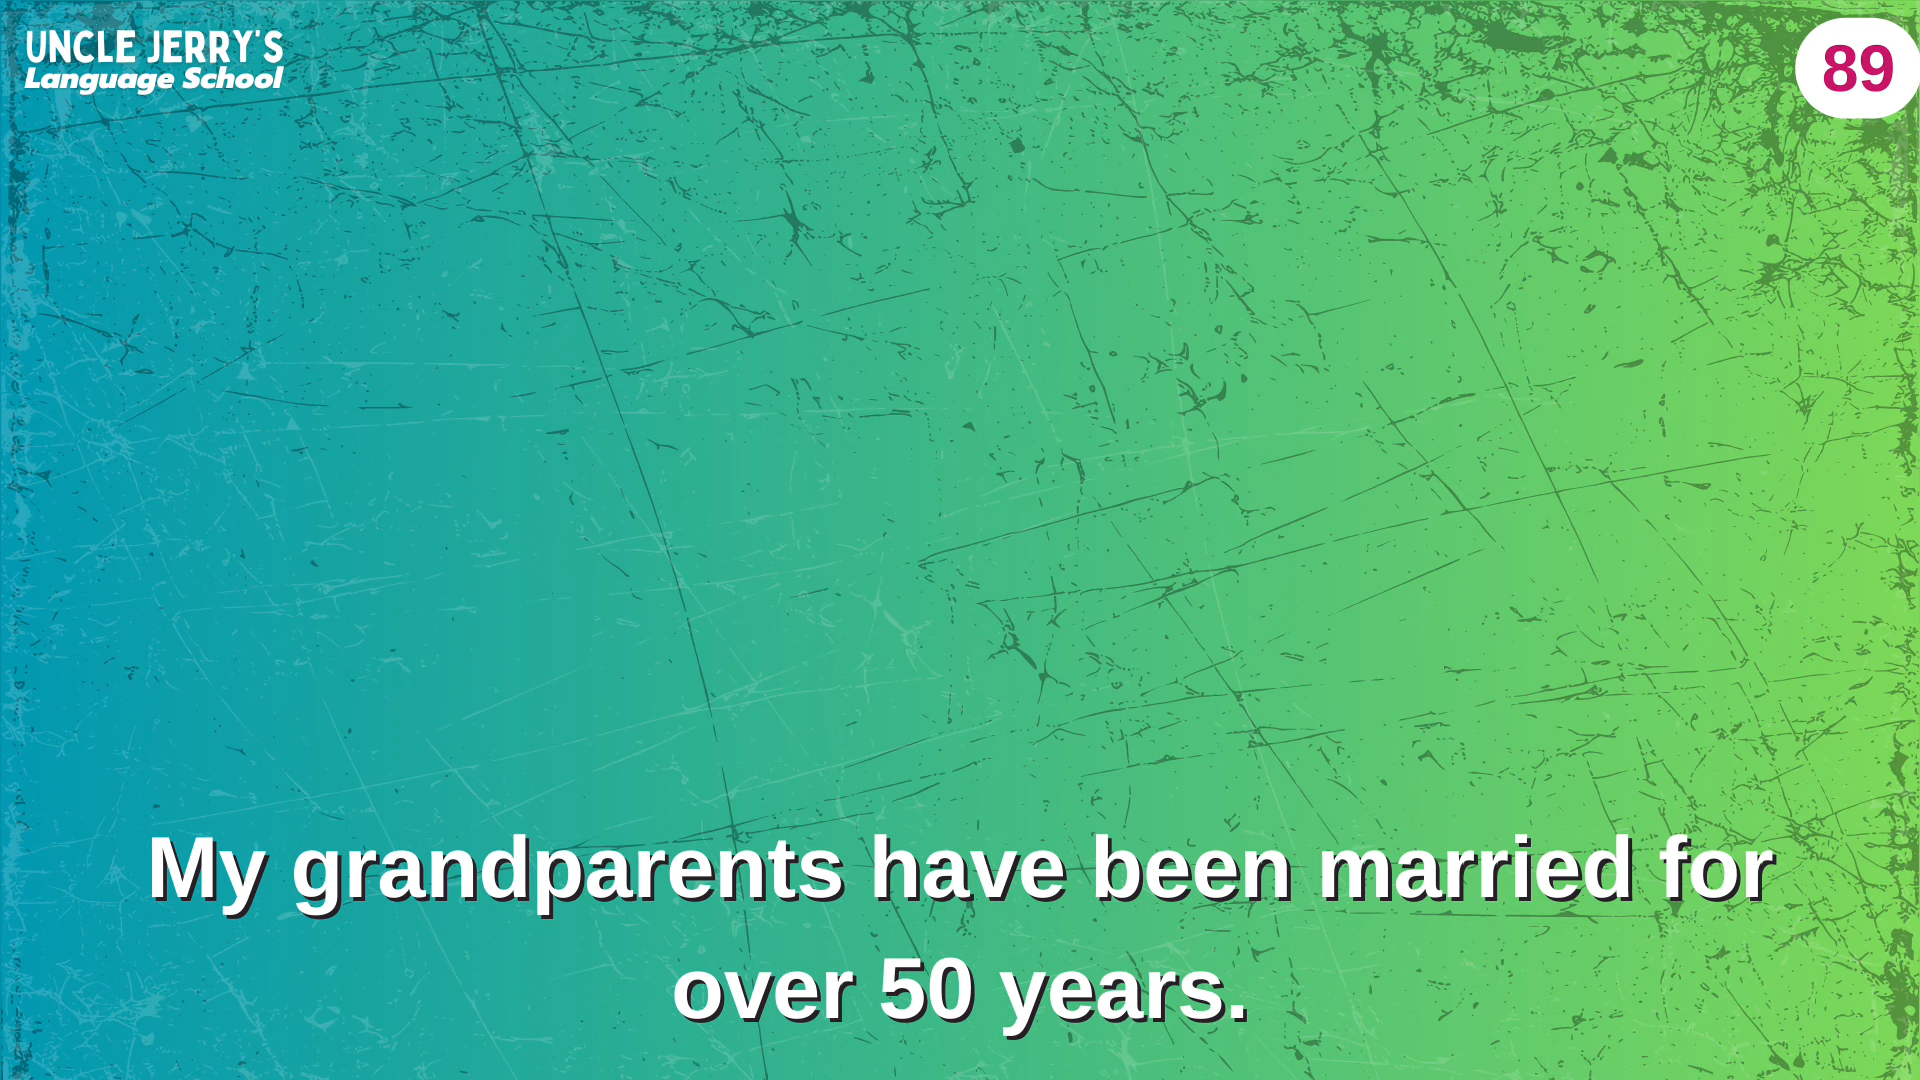 UNCLE JERRY'S
Language School
89
My grandparents have been married for
over 50 years.